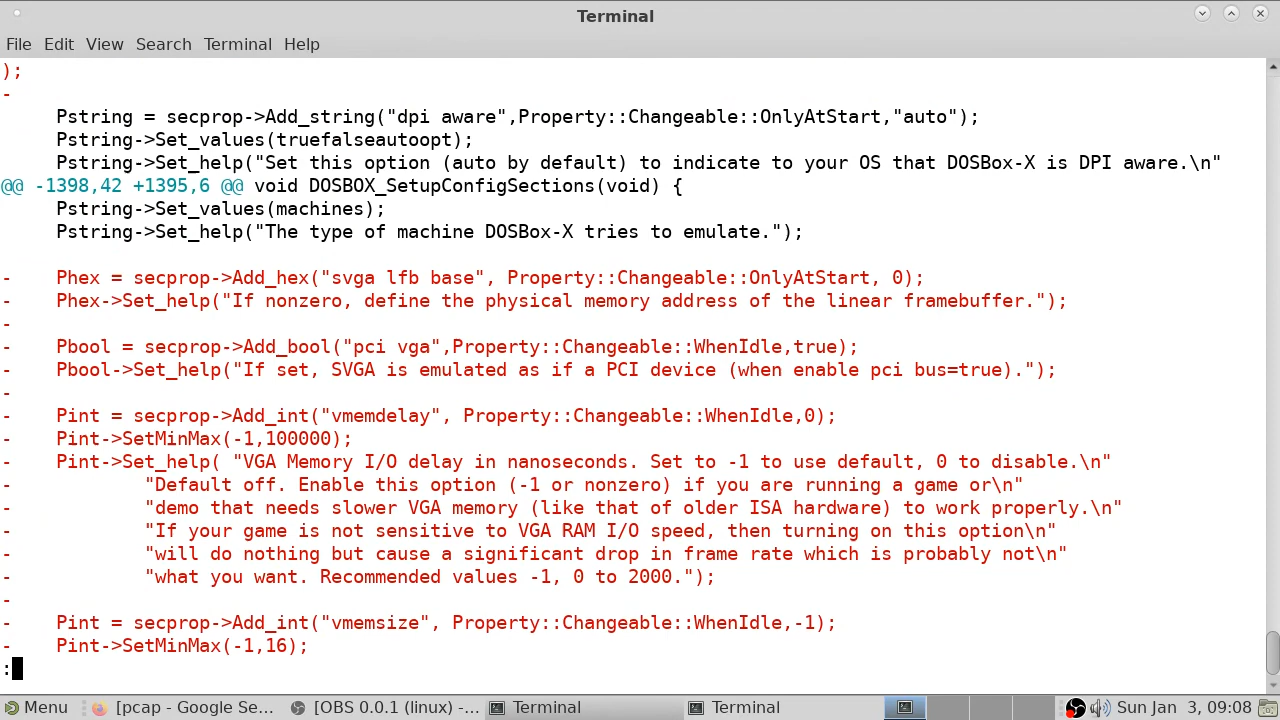 Terminal
File Edit View Search Terminal Help
);
-
     Pstring = secprop->Add_string("dpi aware",Property::Changeable::OnlyAtStart,"auto");
     Pstring->Set_values(truefalseautoopt);
     Pstring->Set_help("Set this option (auto by default) to indicate to your OS that DOSBox-X is DPI aware.\n"
@@ -1398,42 +1395,6 @@ void DOSBOX_SetupConfigSections(void) {
     Pstring->Set_values(machines);
     Pstring->Set_help("The type of machine DOSBox-X tries to emulate.");
-    Phex = secprop->Add_hex("svga lfb base", Property::Changeable::OnlyAtStart, 0);
-    Phex->Set_help("If nonzero, define the physical memory address of the linear framebuffer.");
-
-    Pbool = secprop->Add_bool("pci vga",Property::Changeable::WhenIdle,true);
-    Pbool->Set_help("If set, SVGA is emulated as if a PCI device (when enable pci bus=true).");
-
-    Pint = secprop->Add_int("vmemdelay", Property::Changeable::WhenIdle,0);
-    Pint->SetMinMax(-1,100000);
-    Pint->Set_help( "VGA Memory I/O delay in nanoseconds. Set to -1 to use default, 0 to disable.\n"
-            "Default off. Enable this option (-1 or nonzero) if you are running a game or\n"
-            "demo that needs slower VGA memory (like that of older ISA hardware) to work properly.\n"
-            "If your game is not sensitive to VGA RAM I/O speed, then turning on this option\n"
-            "will do nothing but cause a significant drop in frame rate which is probably not\n"
-            "what you want. Recommended values -1, 0 to 2000.");
-
-    Pint = secprop->Add_int("vmemsize", Property::Changeable::WhenIdle,-1);
-    Pint->SetMinMax(-1,16);
:
Menu [pcap - Google Se... [OBS 0.0.1 (linux) -... Terminal Terminal Sun Jan 3, 09:08